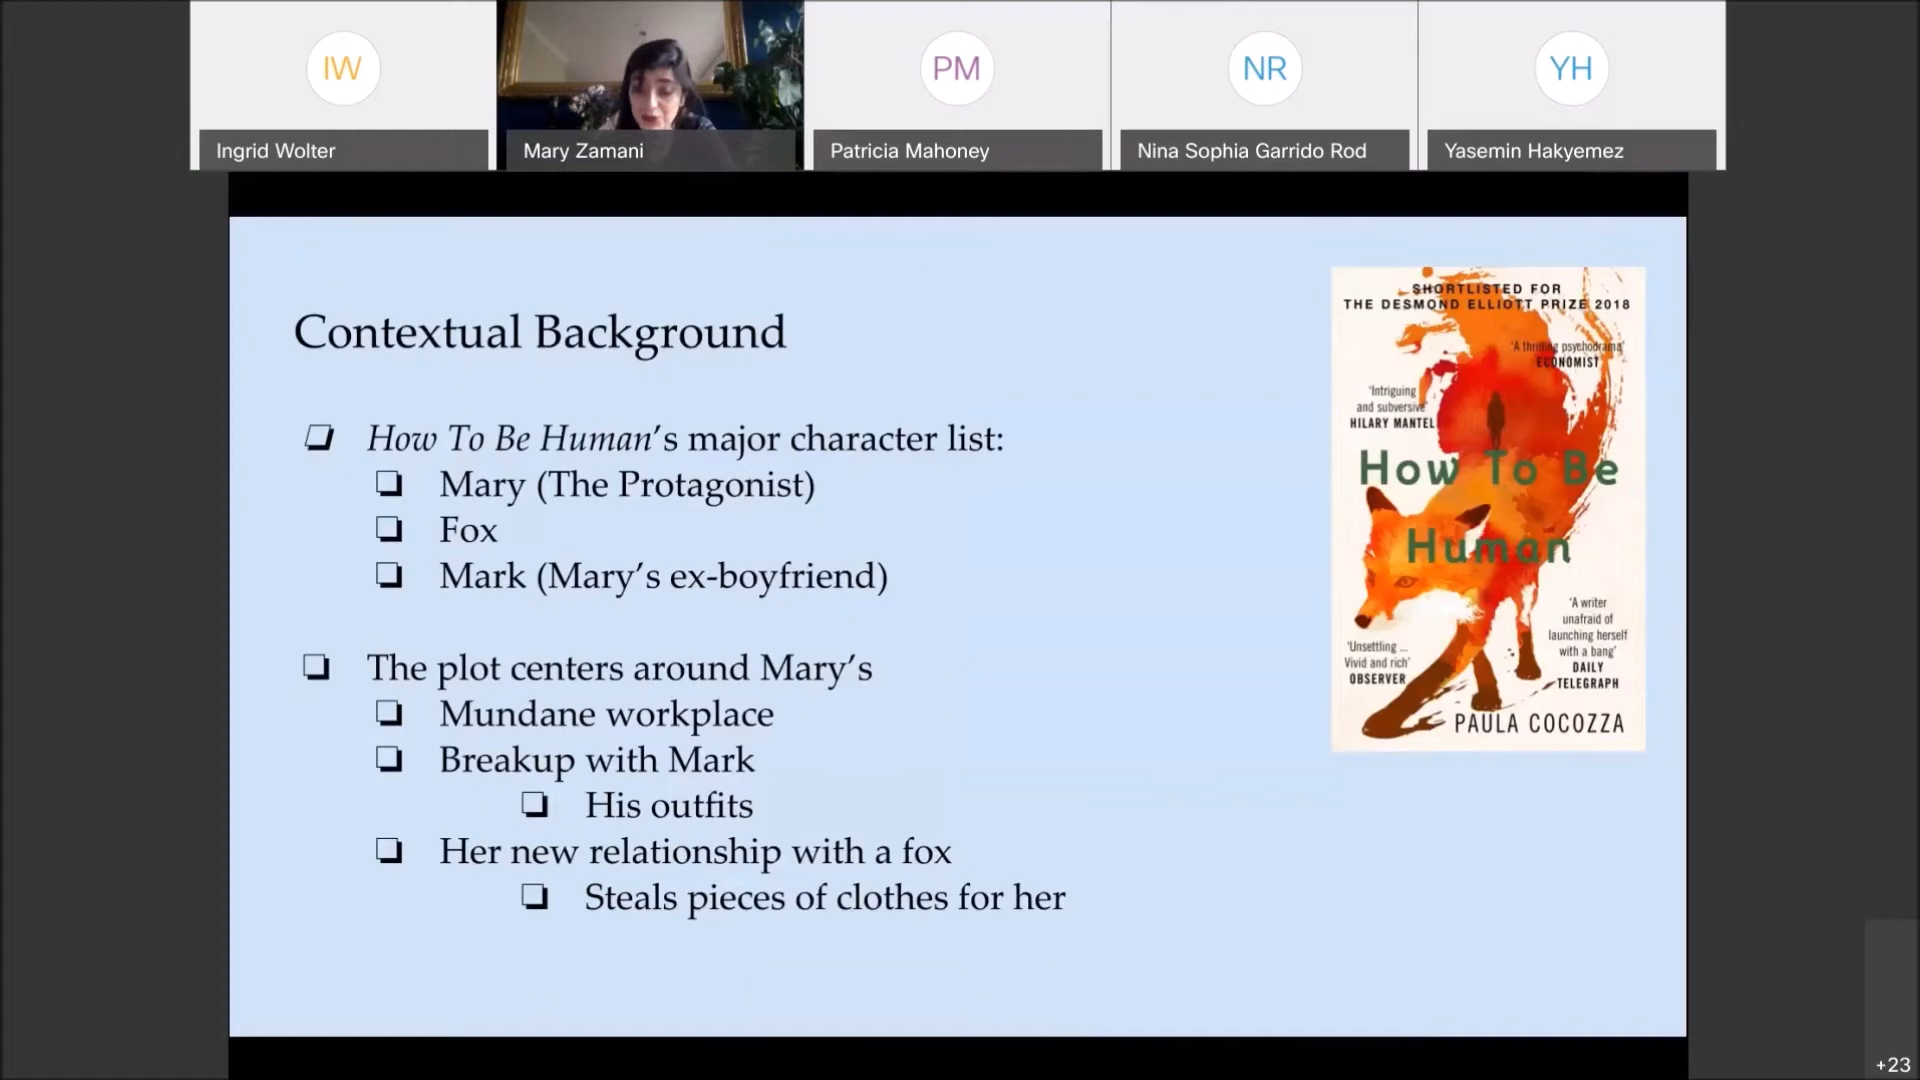 IW
PM
NR
YH
Ingrid Wolter
Mary Zamani
Patricia Mahoney
Nina Sophia Garrido Rod
Yasemin Hakyemez
Contextual Background
❏ How To Be Human’s major character list:
❏ Mary (The Protagonist)
❏ Fox
❏ Mark (Mary’s ex-boyfriend)
❏ The plot centers around Mary’s
❏ Mundane workplace
❏ Breakup with Mark
❏ His outfits
❏ Her new relationship with a fox
❏ Steals pieces of clothes for her
SHORTLISTED FOR
THE DESMOND ELLIOTT PRIZE 2018
'A thrilling psychodrama'
ECONOMIST
'Intriguing
and subversive'
HILARY MANTEL
How To Be
Human
'A writer
unafraid of
launching herself
with a bang'
DAILY
TELEGRAPH
'Unsettling ...
Vivid and rich'
OBSERVER
PAULA COCOZZA
+23